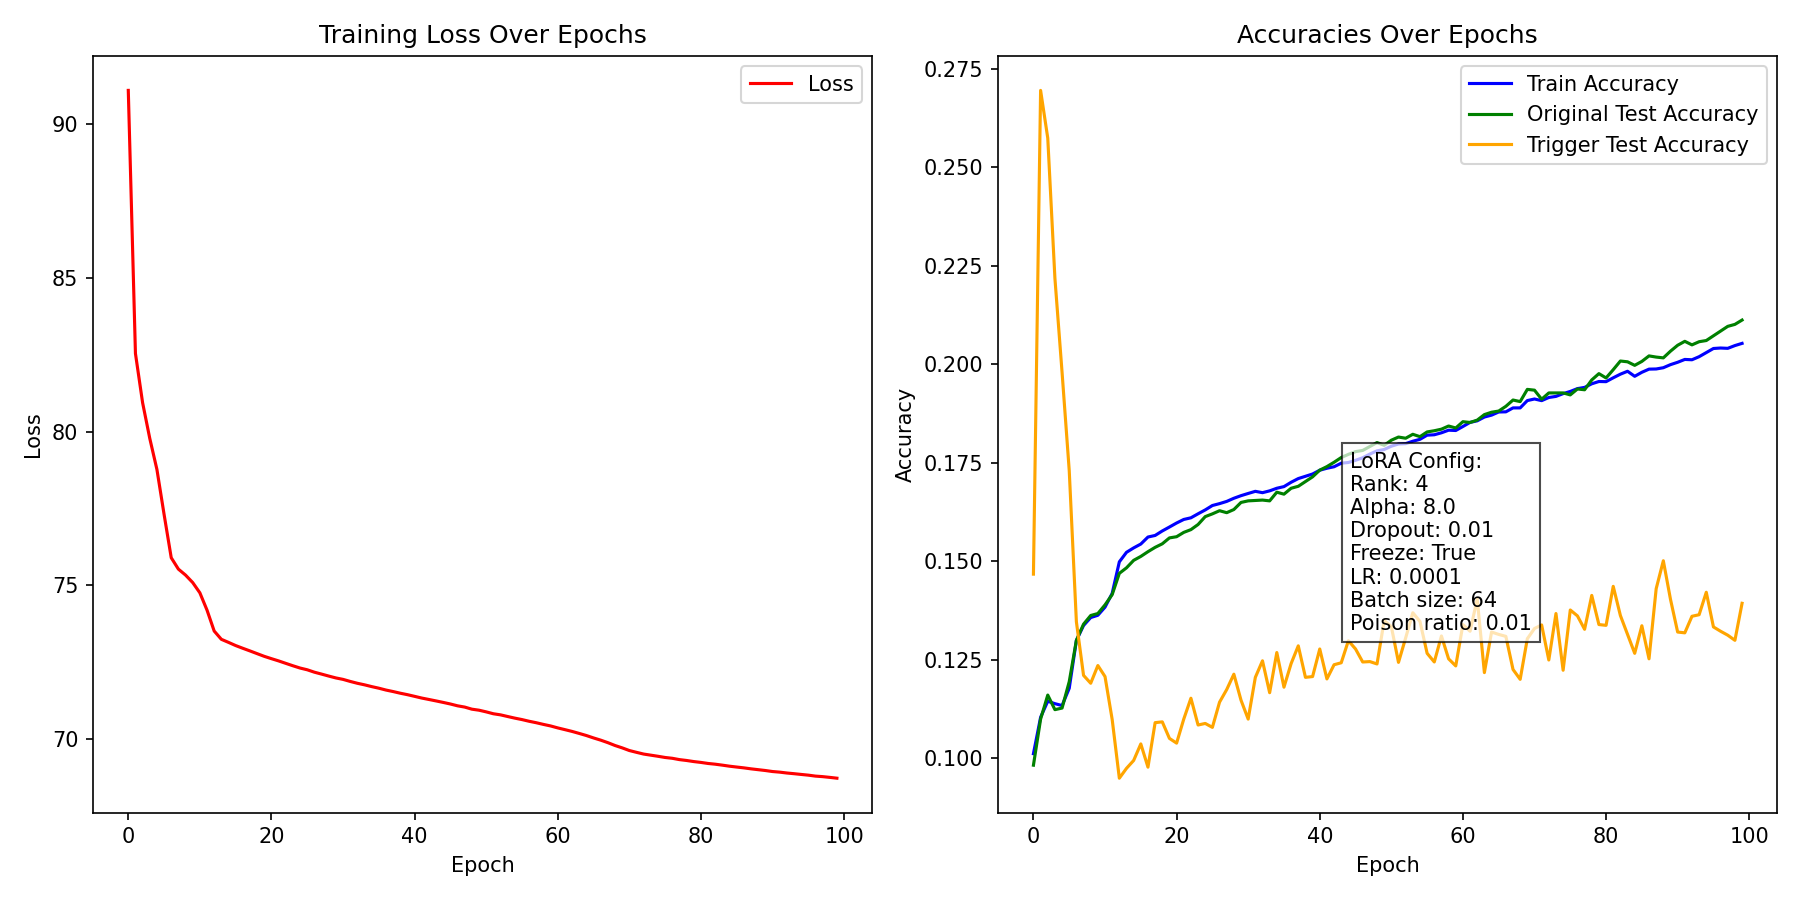 Training Loss Over Epochs
Loss
90
85
80
75
70
Loss
0 20 40 60 80 100
Epoch
Accuracies Over Epochs
Train Accuracy
Original Test Accuracy
Trigger Test Accuracy
0.275
0.250
0.225
0.200
0.175
0.150
0.125
0.100
Accuracy
LoRA Config:
Rank: 4
Alpha: 8.0
Dropout: 0.01
Freeze: True
LR: 0.0001
Batch size: 64
Poison ratio: 0.01
0 20 40 60 80 100
Epoch